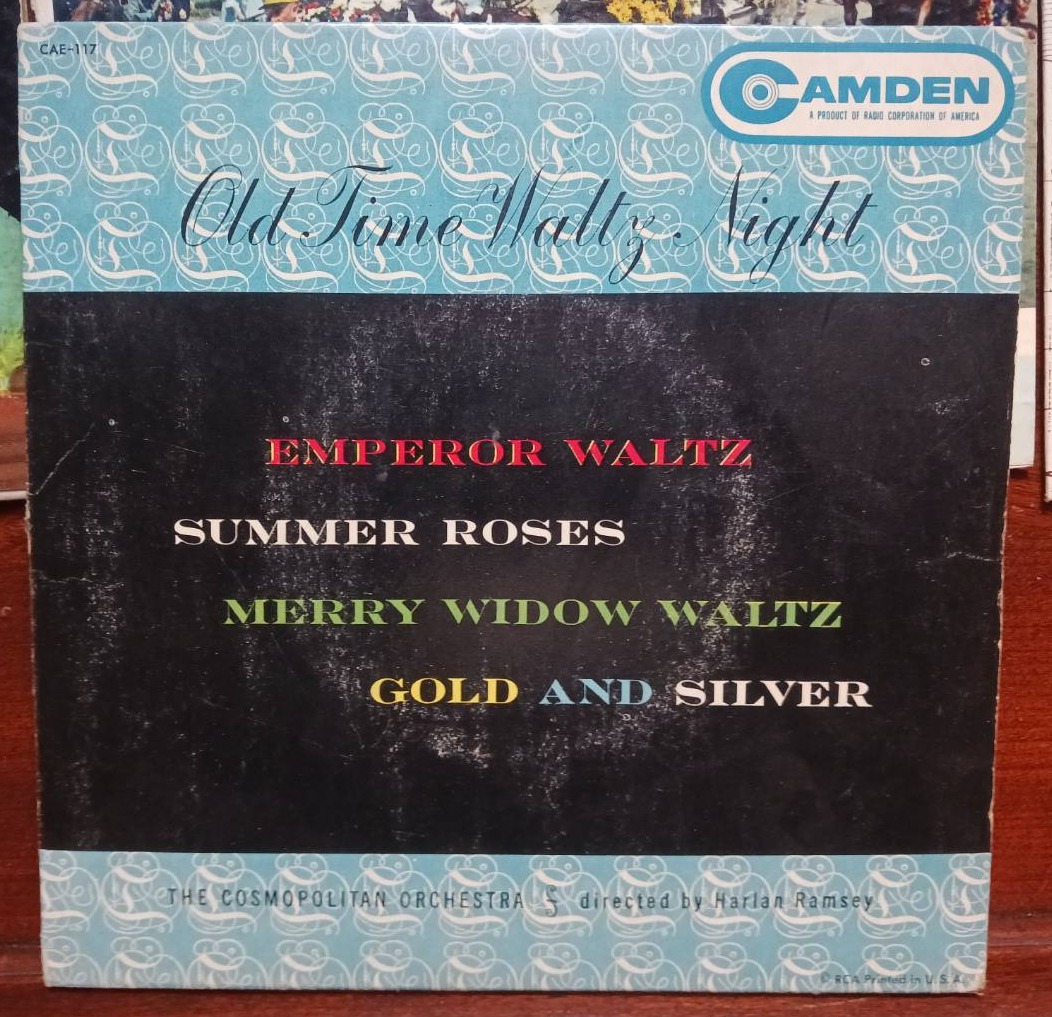 CAE-117
CAMDEN
A PRODUCT OF RADIO CORPORATION OF AMERICA
Old Time Waltz Night
EMPEROR WALTZ
SUMMER ROSES
MERRY WIDOW WALTZ
GOLD AND SILVER
THE COSMOPOLITAN ORCHESTRA directed by Harlan Ramsey
© RCA Printed in U. S. A.